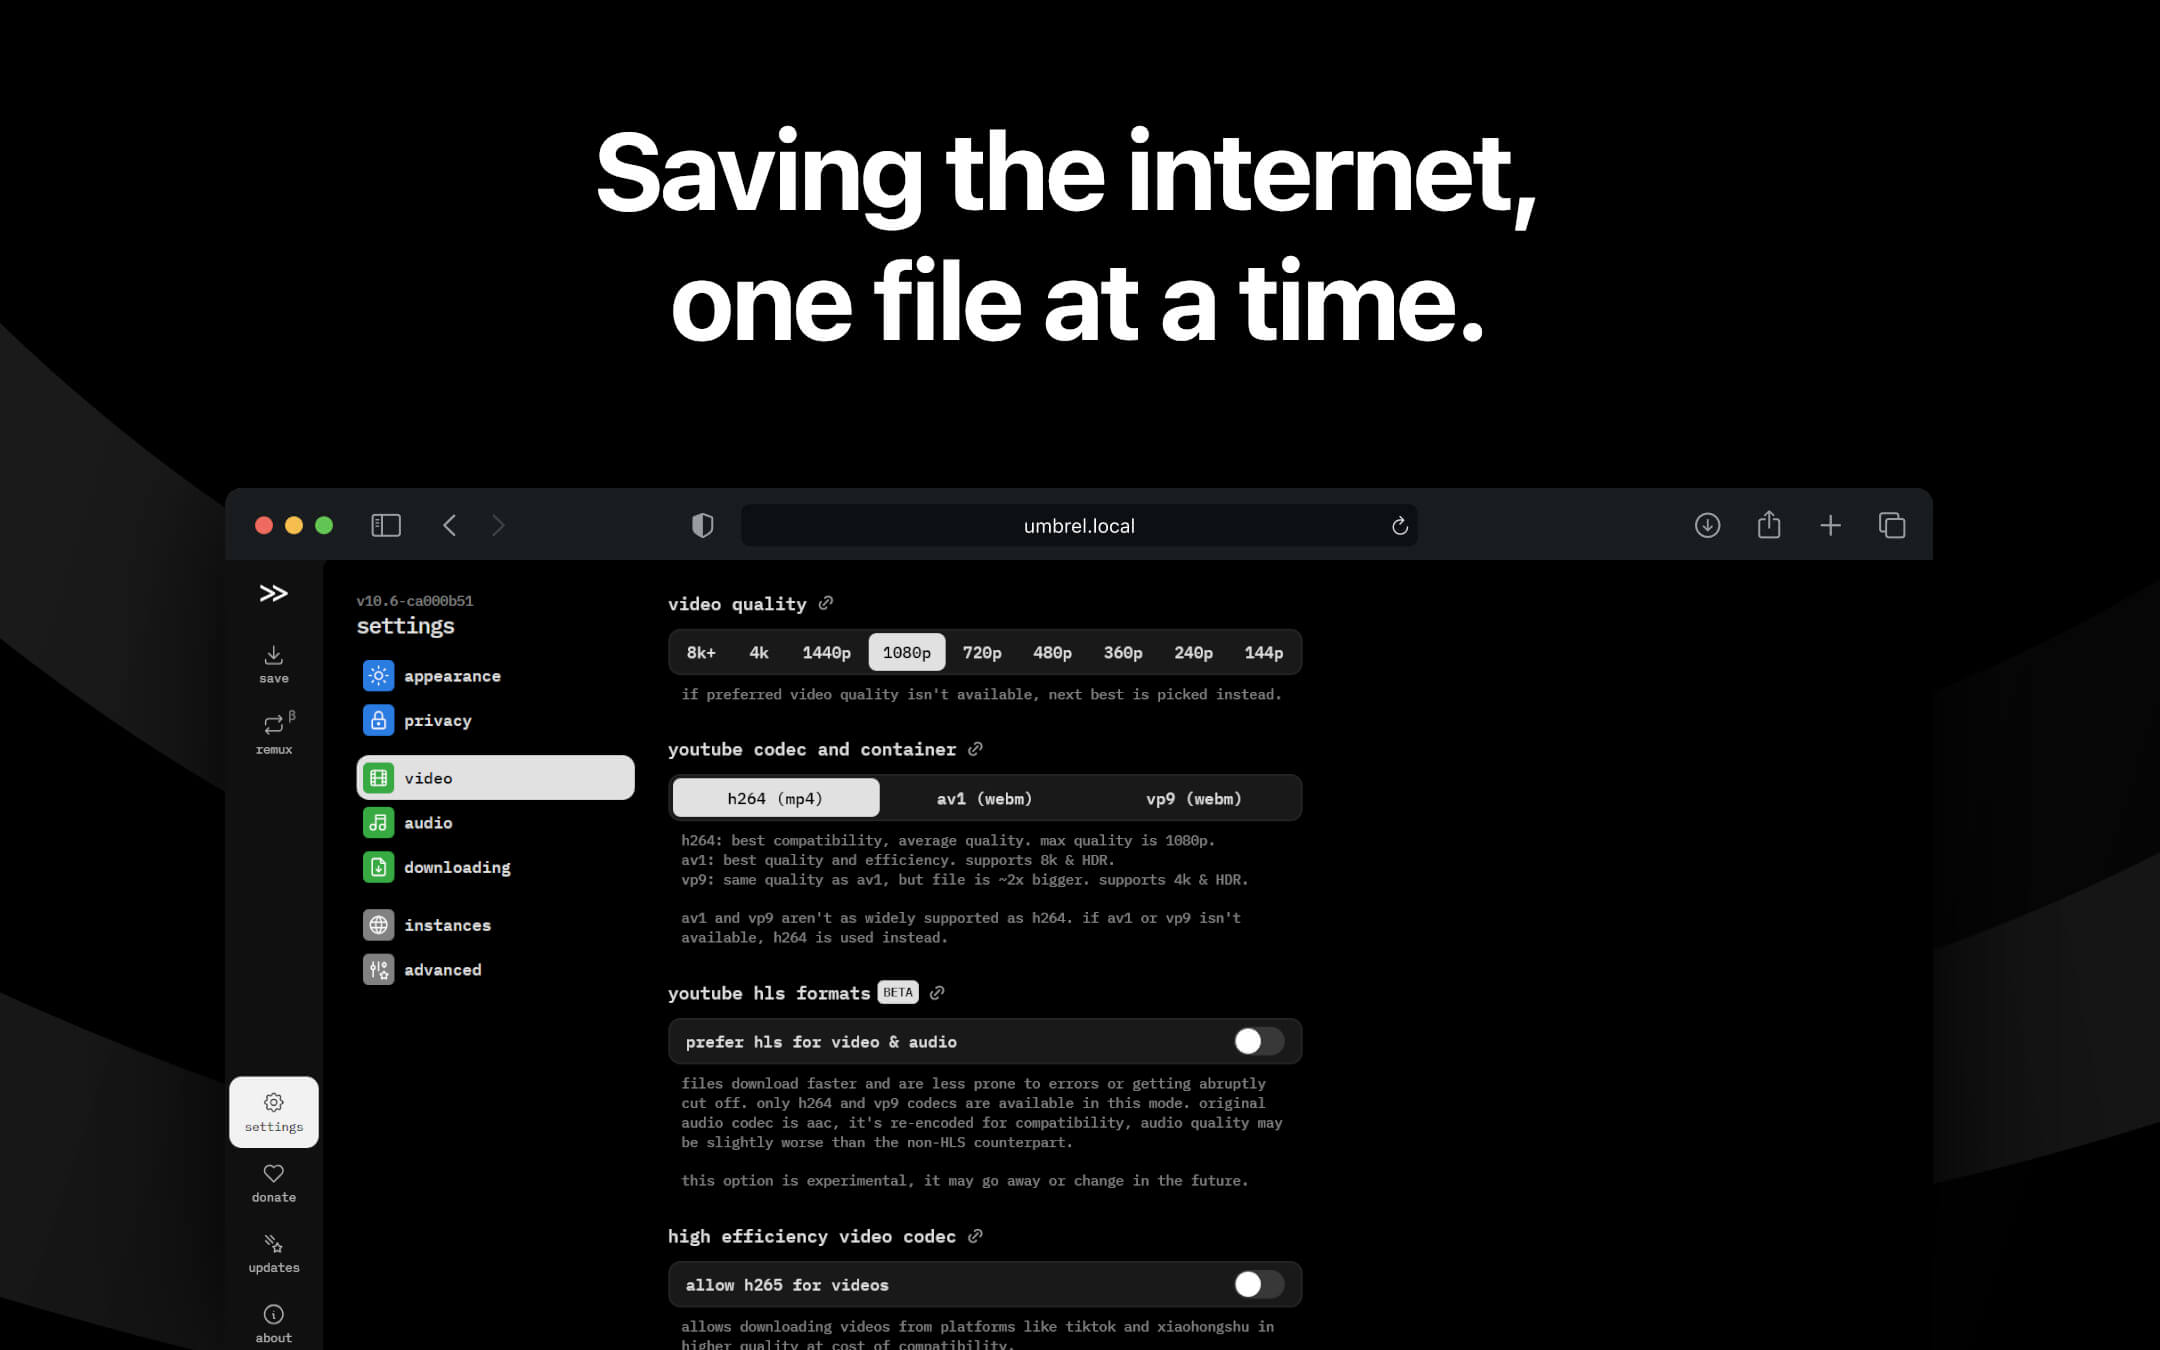 Saving the internet,
one file at a time.
umbrel.local
save
β
remux
settings
donate
updates
about
v10.6-ca000b51
settings
appearance
privacy
video
audio
downloading
instances
advanced
video quality
8k+ 4k 1440p 1080p 720p 480p 360p 240p 144p
if preferred video quality isn't available, next best is picked instead.
youtube codec and container
h264 (mp4) av1 (webm) vp9 (webm)
h264: best compatibility, average quality. max quality is 1080p.
av1: best quality and efficiency. supports 8k & HDR.
vp9: same quality as av1, but file is ~2x bigger. supports 4k & HDR.
av1 and vp9 aren't as widely supported as h264. if av1 or vp9 isn't
available, h264 is used instead.
youtube hls formats BETA
prefer hls for video & audio
files download faster and are less prone to errors or getting abruptly
cut off. only h264 and vp9 codecs are available in this mode. original
audio codec is aac, it's re-encoded for compatibility, audio quality may
be slightly worse than the non-HLS counterpart.
this option is experimental, it may go away or change in the future.
high efficiency video codec
allow h265 for videos
allows downloading videos from platforms like tiktok and xiaohongshu in
higher quality at cost of compatibility.